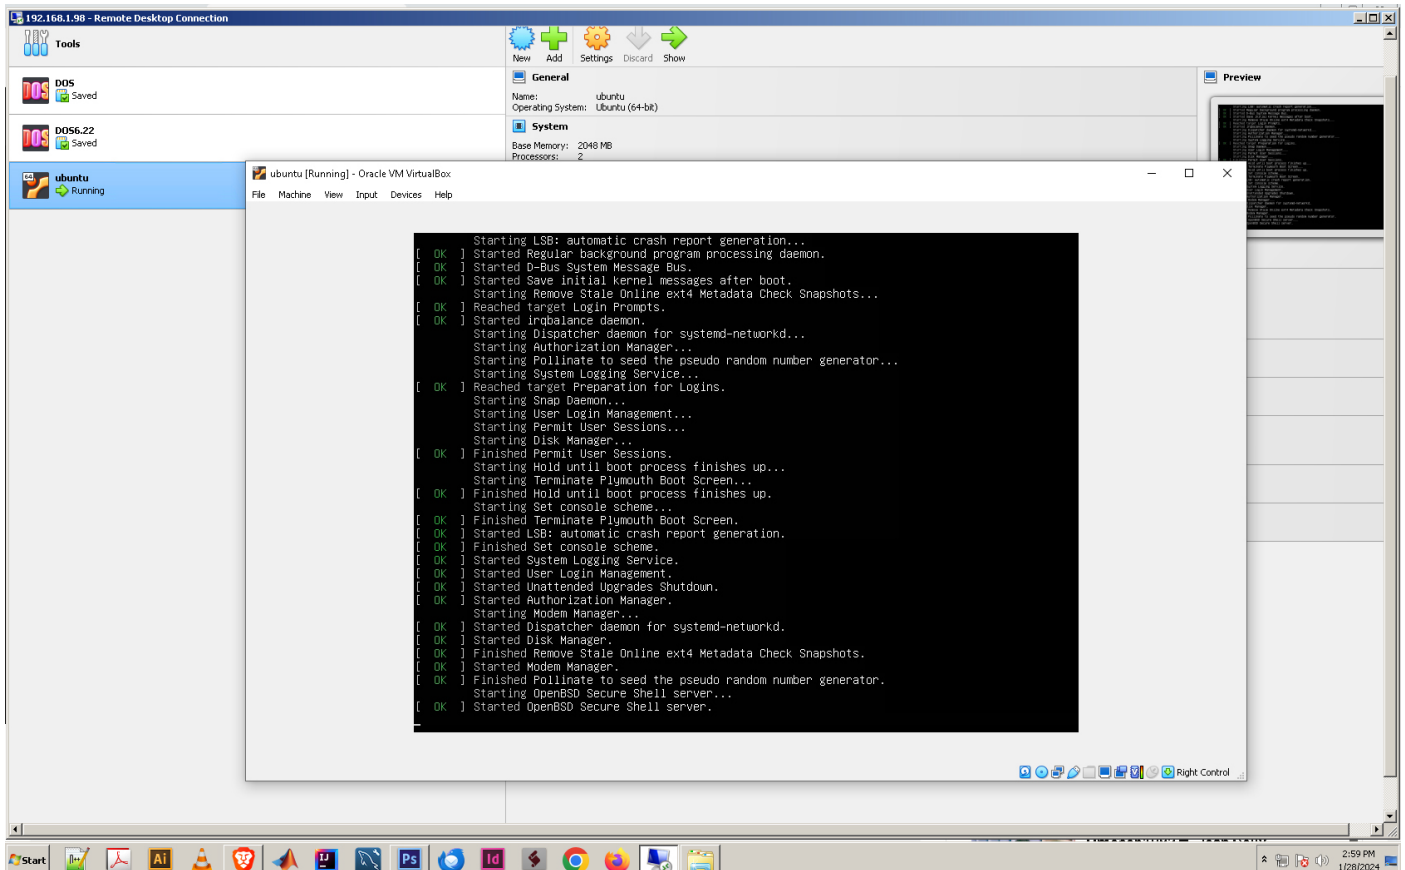 192.168.1.98 - Remote Desktop Connection
Tools
New Add Settings Discard Show
DOS
Saved
DOS6.22
Saved
64
ubuntu
Running
General
Name: ubuntu
Operating System: Ubuntu (64-bit)
System
Base Memory: 2048 MB
Processors: 2
Preview
ubuntu [Running] - Oracle VM VirtualBox
File Machine View Input Devices Help
Starting LSB: automatic crash report generation...
[ OK ] Started Regular background program processing daemon.
[ OK ] Started D-Bus System Message Bus.
[ OK ] Started Save initial kernel messages after boot.
Starting Remove Stale Online ext4 Metadata Check Snapshots...
[ OK ] Reached target Login Prompts.
[ OK ] Started irqbalance daemon.
Starting Dispatcher daemon for systemd-networkd...
Starting Authorization Manager...
Starting Pollinate to seed the pseudo random number generator...
Starting System Logging Service...
[ OK ] Reached target Preparation for Logins.
Starting Snap Daemon...
Starting User Login Management...
Starting Permit User Sessions...
Starting Disk Manager...
[ OK ] Finished Permit User Sessions.
Starting Hold until boot process finishes up...
Starting Terminate Plymouth Boot Screen...
[ OK ] Finished Hold until boot process finishes up.
Starting Set console scheme...
[ OK ] Finished Terminate Plymouth Boot Screen.
[ OK ] Started LSB: automatic crash report generation.
[ OK ] Finished Set console scheme.
[ OK ] Started System Logging Service.
[ OK ] Started User Login Management.
[ OK ] Started Unattended Upgrades Shutdown.
[ OK ] Started Authorization Manager.
Starting Modem Manager...
[ OK ] Started Dispatcher daemon for systemd-networkd.
[ OK ] Started Disk Manager.
[ OK ] Finished Remove Stale Online ext4 Metadata Check Snapshots.
[ OK ] Started Modem Manager.
[ OK ] Finished Pollinate to seed the pseudo random number generator.
Starting OpenBSD Secure Shell server...
[ OK ] Started OpenBSD Secure Shell server.
Right Control
Start
Ai
Ps
Id
2:59 PM
1/28/2024